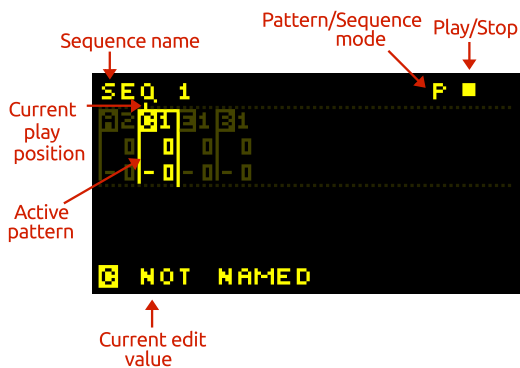 Pattern/Sequence
mode
Play/Stop
Sequence name
SEQ 1
P
Current
play
position
A2 C1 E1 B1
0 0 0 0
-0 -0 -0 -0
Active
pattern
C NOT NAMED
Current edit
value